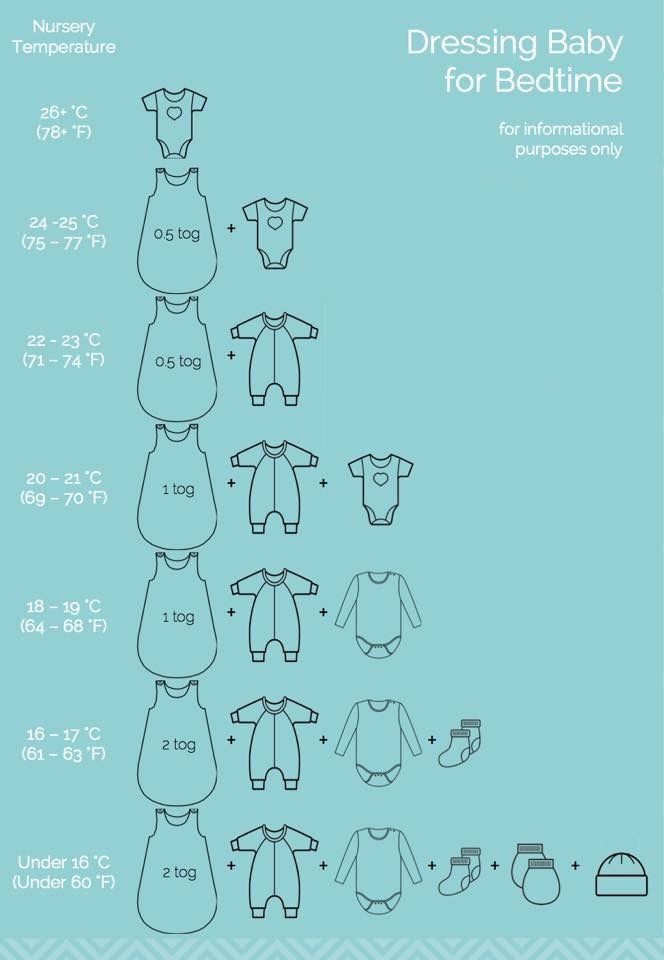 Nursery
Temperature
Dressing Baby
for Bedtime
for informational
purposes only
26+ °C
(78+ °F)
24 -25 °C
(75 – 77 °F)
0.5 tog
+
22 - 23 °C
(71 – 74 °F)
0.5 tog
+
20 – 21 °C
(69 – 70 °F)
1 tog
+
+
18 – 19 °C
(64 – 68 °F)
1 tog
+
+
16 – 17 °C
(61 – 63 °F)
2 tog
+
+
+
Under 16 °C
(Under 60 °F)
2 tog
+
+
+
+
+